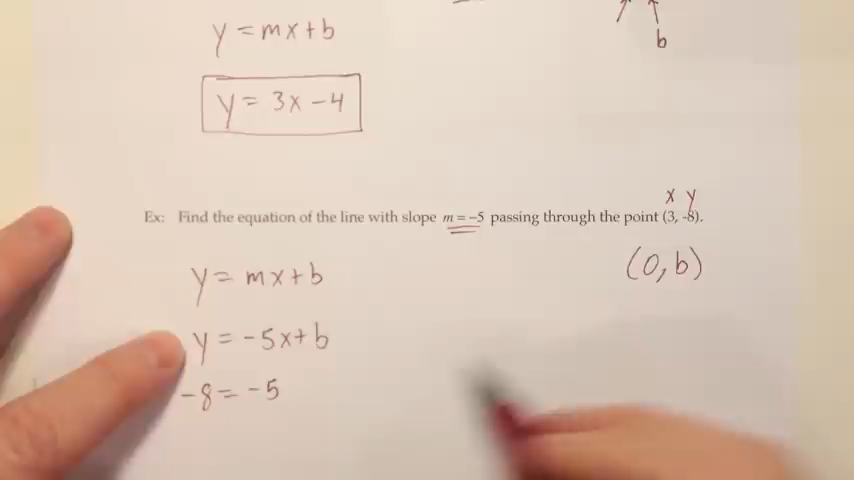 y = mx + b
b
y = 3x - 4
x y
Ex: Find the equation of the line with slope m = -5 passing through the point (3, -8).
(0, b)
y = mx + b
y = -5x + b
-8 = -5